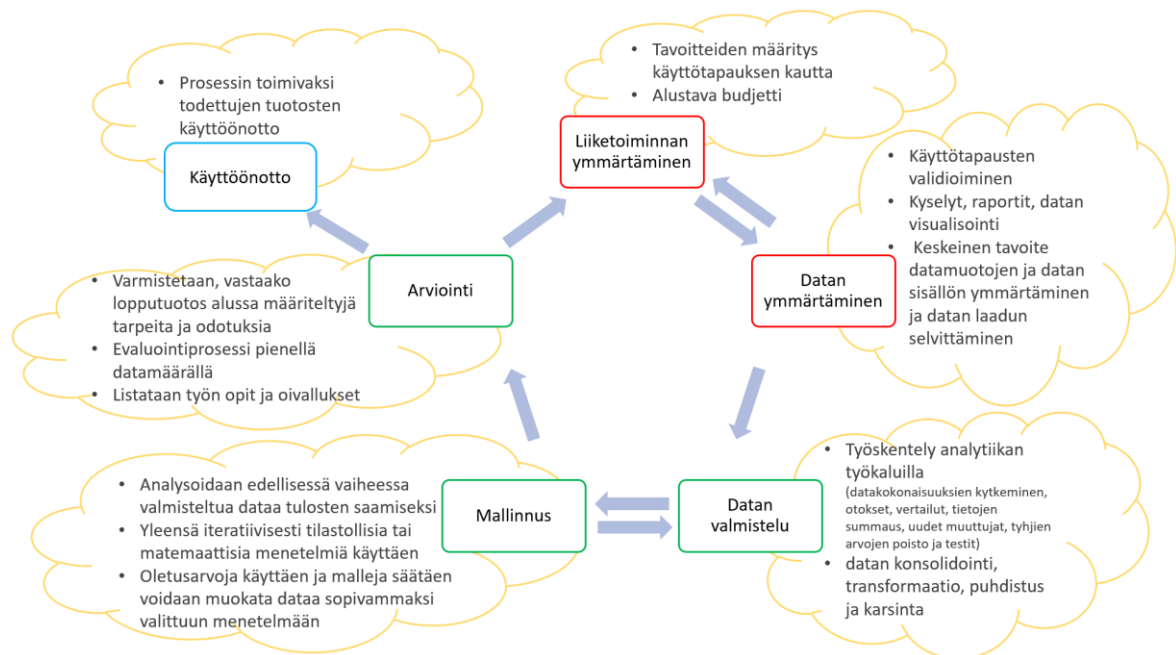 • Tavoitteiden määritys
käyttötapauksen kautta
• Alustava budjetti
Liiketoiminnan
ymmärtäminen
• Prosessin toimivaksi
todettujen tuotosten
käyttöönotto
Käyttöönotto
• Käyttötapausten
validioiminen
• Kyselyt, raportit, datan
visualisointi
• Keskeinen tavoite
datamuotojen ja datan
sisällön ymmärtäminen
ja datan laadun
selvittäminen
Datan
ymmärtäminen
Arviointi
• Varmistetaan, vastaako
lopputuotos alussa määriteltyjä
tarpeita ja odotuksia
• Evaluointiprosessi pienellä
datamäärällä
• Listataan työn opit ja oivallukset
• Työskentely analytiikan
työkaluilla
(datakokonaisuuksien kytkeminen,
otokset, vertailut, tietojen
summaus, uudet muuttujat, tyhjien
arvojen poisto ja testit)
• datan konsolidointi,
transformaatio, puhdistus
ja karsinta
Datan
valmistelu
Mallinnus
• Analysoidaan edellisessä vaiheessa
valmisteltua dataa tulosten saamiseksi
• Yleensä iteratiivisesti tilastollisia tai
matemaattisia menetelmiä käyttäen
• Oletusarvoja käyttäen ja malleja säätäen
voidaan muokata dataa sopivammaksi
valittuun menetelmään